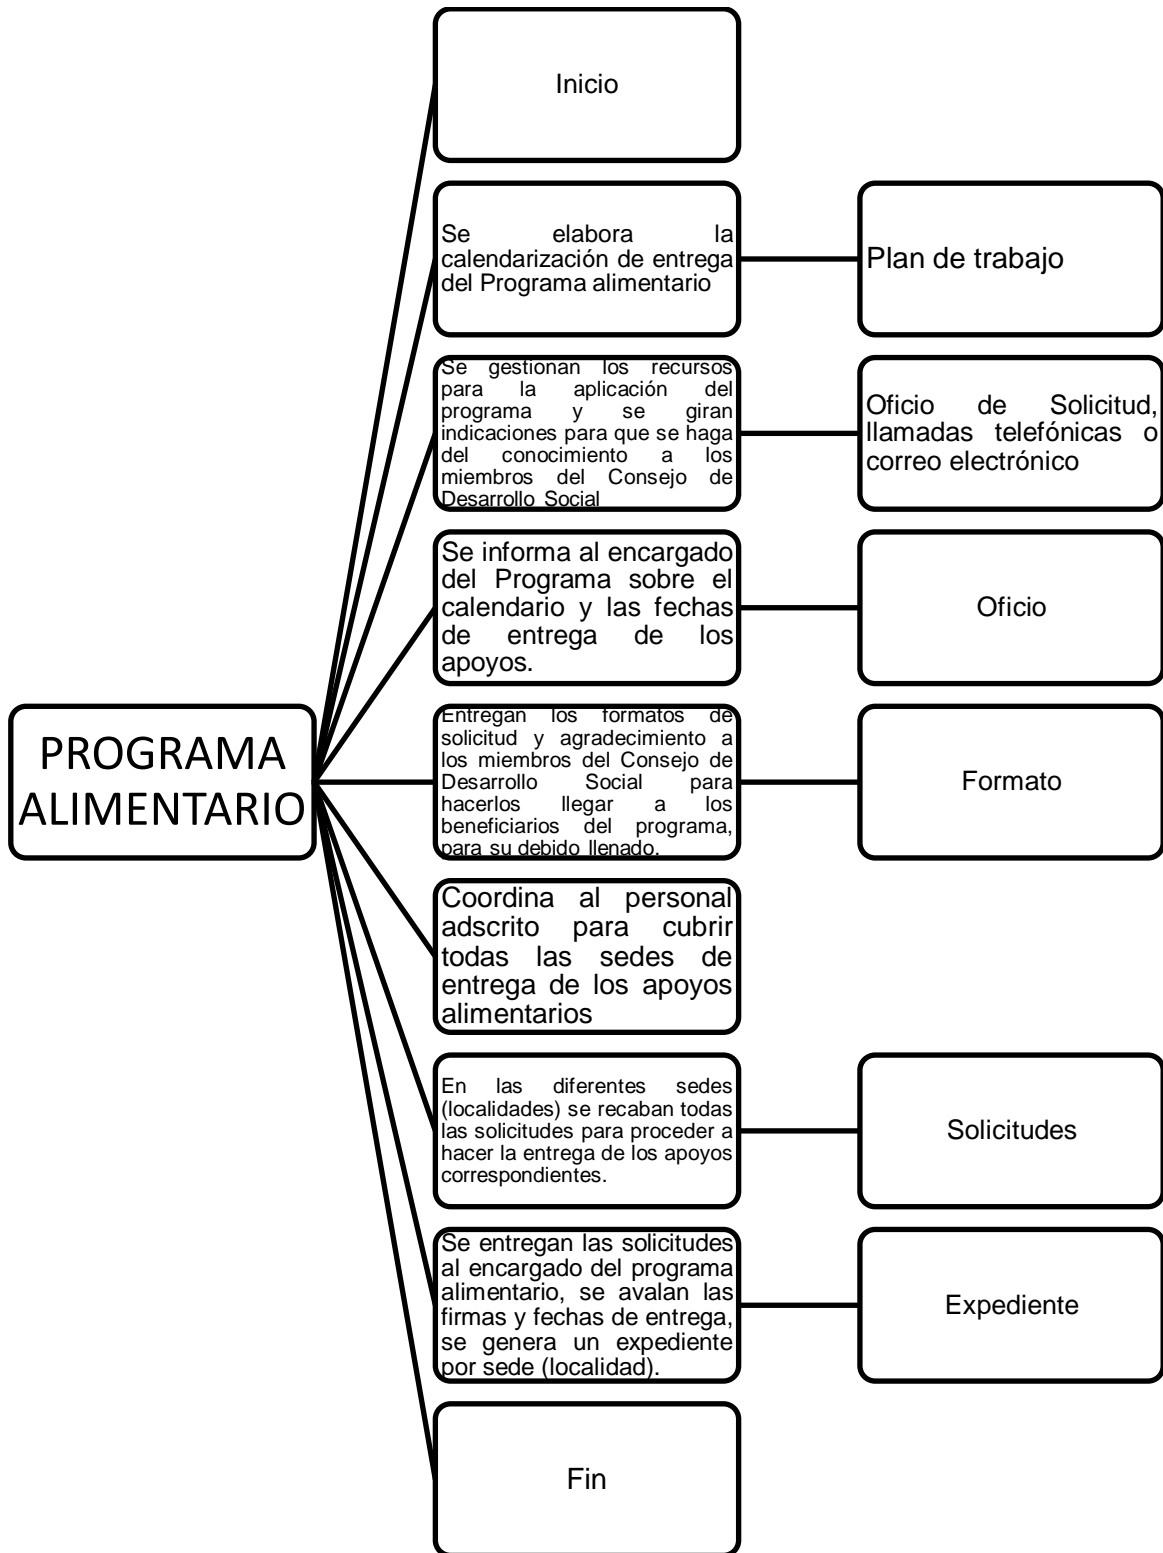 PROGRAMA
ALIMENTARIO
Inicio
Se elabora la
calendarización de entrega
del Programa alimentario
Plan de trabajo
Se gestionan los recursos
para la aplicación del
programa y se giran
indicaciones para que se haga
del conocimiento a los
miembros del Consejo de
Desarrollo Social
Oficio de Solicitud,
llamadas telefónicas o
correo electrónico
Se informa al encargado
del Programa sobre el
calendario y las fechas
de entrega de los
apoyos.
Oficio
Entregan los formatos de
solicitud y agradecimiento a
los miembros del Consejo de
Desarrollo Social para
hacerlos llegar a los
beneficiarios del programa,
para su debido llenado.
Formato
Coordina al personal
adscrito para cubrir
todas las sedes de
entrega de los apoyos
alimentarios
En las diferentes sedes
(localidades) se recaban todas
las solicitudes para proceder a
hacer la entrega de los apoyos
correspondientes.
Solicitudes
Se entregan las solicitudes
al encargado del programa
alimentario, se avalan las
firmas y fechas de entrega,
se genera un expediente
por sede (localidad).
Expediente
Fin